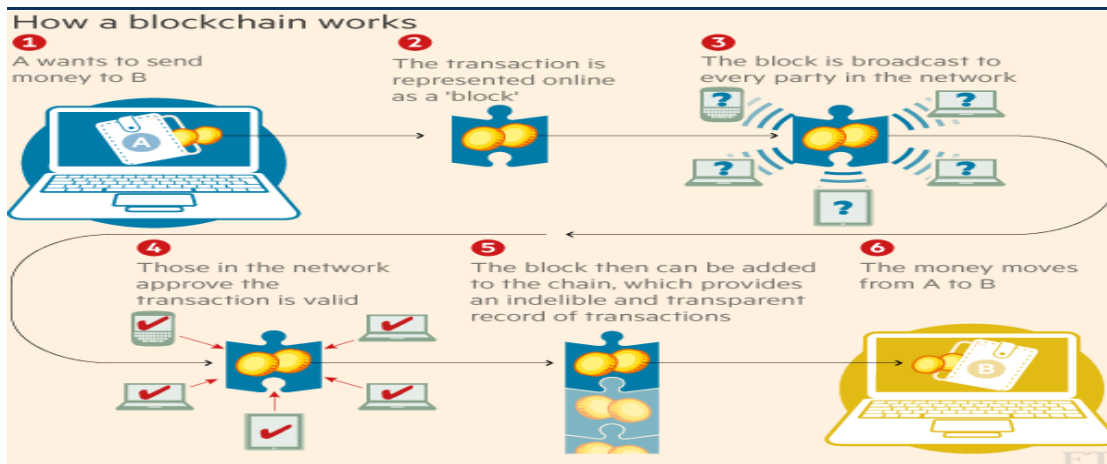 How a blockchain works
1
A wants to send
money to B
A
2
The transaction is
represented online
as a 'block'
3
The block is broadcast to
every party in the network
?
?
?
?
?
4
Those in the network
approve the
transaction is valid
5
The block then can be added
to the chain, which provides
an indelible and transparent
record of transactions
6
The money moves
from A to B
B
FT